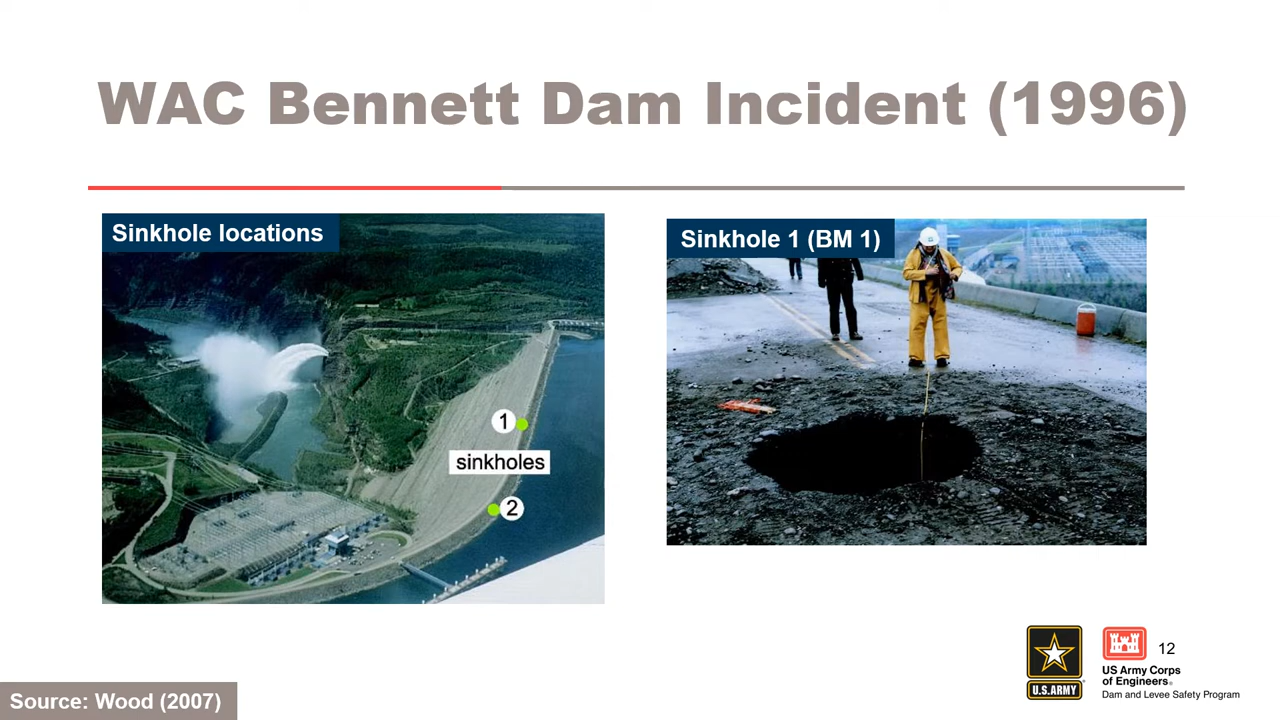 WAC Bennett Dam Incident (1996)
Sinkhole locations
1
sinkholes
2
Sinkhole 1 (BM 1)
U.S.ARMY
US Army Corps
of Engineers®
Dam and Levee Safety Program
12
Source: Wood (2007)